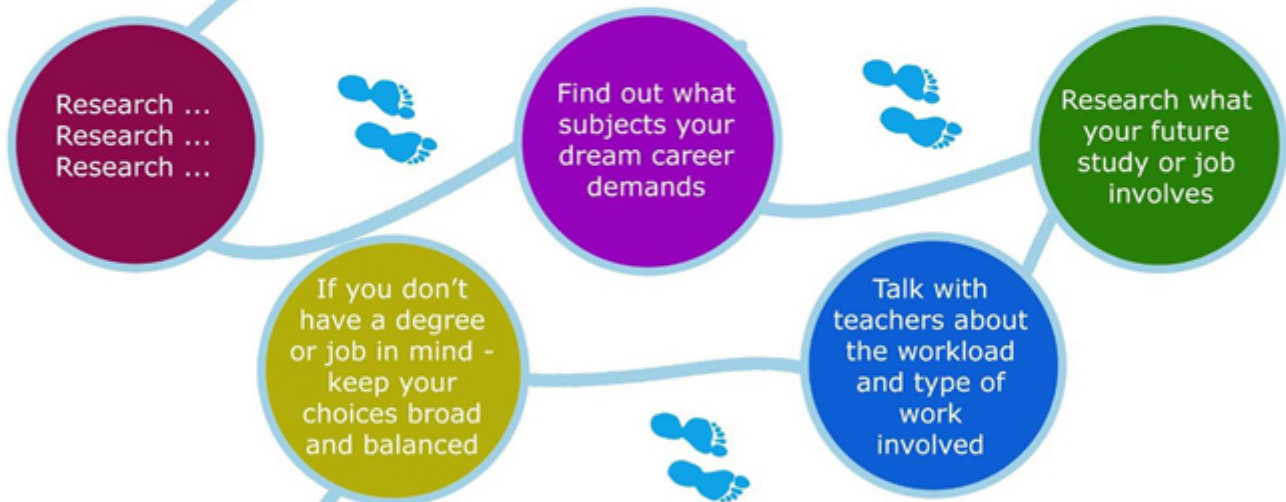 Research ...
Research ...
Research ...
Find out what
subjects your
dream career
demands
Research what
your future
study or job
involves
Talk with
teachers about
the workload
and type of
work
involved
If you don't
have a degree
or job in mind -
keep your
choices broad
and balanced